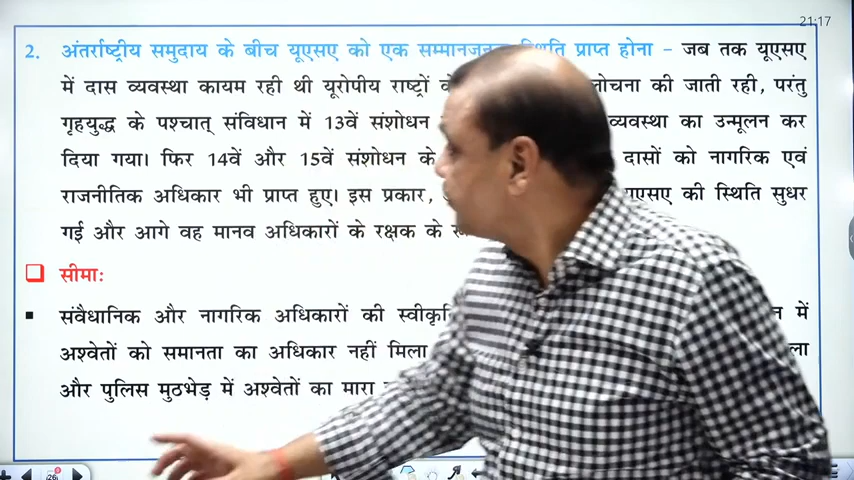 21:17
2. अंतर्राष्ट्रीय समुदाय के बीच यूएसए को एक सम्मानजनक स्थिति प्राप्त होना – जब तक यूएसए
में दास व्यवस्था कायम रही थी यूरोपीय राष्ट्रों की जाती रही, परंतु
गृहयुद्ध के पश्चात् संविधान में 13वें संशोधन व्यवस्था का उन्मूलन कर
दिया गया। फिर 14वें और 15वें संशोधन के दासों को नागरिक एवं
राजनीतिक अधिकार भी प्राप्त हुए। इस प्रकार, यूएसए की स्थिति सुधर
गई और आगे वह मानव अधिकारों के रक्षक के
सीमा:
▪ संवैधानिक और नागरिक अधिकारों की में
अश्वेतों को समानता का अधिकार नहीं मिला
और पुलिस मुठभेड़ में अश्वेतों का मारा
26